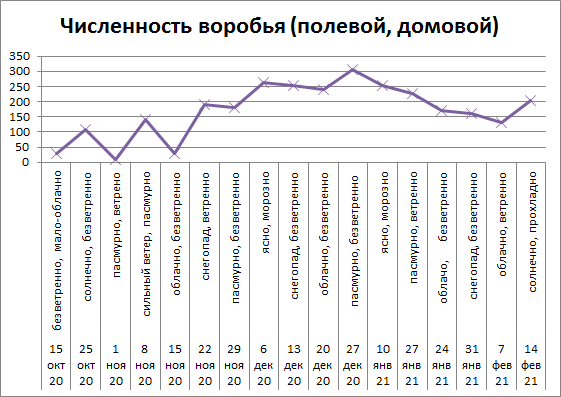 Численность воробья (полевой, домовой)
350
300
250
200
150
100
50
0
безветренно, мало-облачно
солнечно, безветренно
пасмурно, ветрено
сильный ветер, пасмурно
облачно, безветренно
снегопад, ветренно
пасмурно, безветренно
ясно, морозно
снегопад, безветренно
облачно, безветренно
пасмурно, безветренно
ясно, морозно
пасмурно, ветренно
облачо, безветренно
снегопад, безветренно
облачно, ветренно
солнечно, прохладно
15 25 1 8 15 22 29 6 13 20 27 10 27 24 31 7 14
окт окт ноя ноя ноя ноя ноя дек дек дек дек янв янв янв янв фев фев
20 20 20 20 20 20 20 20 20 20 20 21 21 21 21 21 21